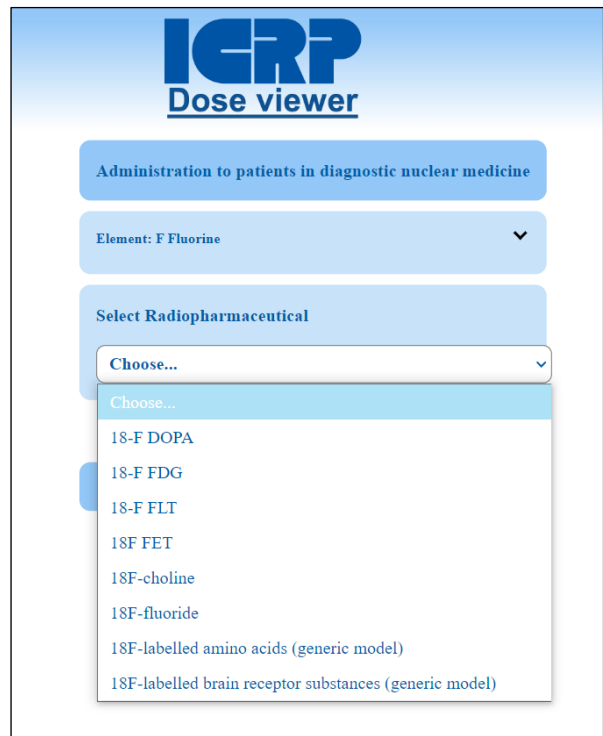 ICRP
Dose viewer
Administration to patients in diagnostic nuclear medicine
Element: F Fluorine
Select Radiopharmaceutical
Choose...
Choose...
18-F DOPA
18-F FDG
18-F FLT
18F FET
18F-choline
18F-fluoride
18F-labelled amino acids (generic model)
18F-labelled brain receptor substances (generic model)